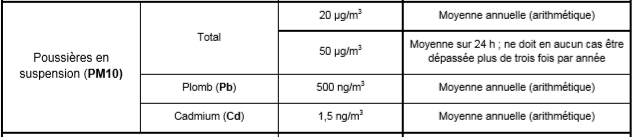 20 µg/m³ Moyenne annuelle (arithmétique)
Total
50 µg/m³ Moyenne sur 24 h ; ne doit en aucun cas être
dépassée plus de trois fois par année
Poussières en
suspension (PM10)
Plomb (Pb) 500 ng/m³ Moyenne annuelle (arithmétique)
Cadmium (Cd) 1,5 ng/m³ Moyenne annuelle (arithmétique)